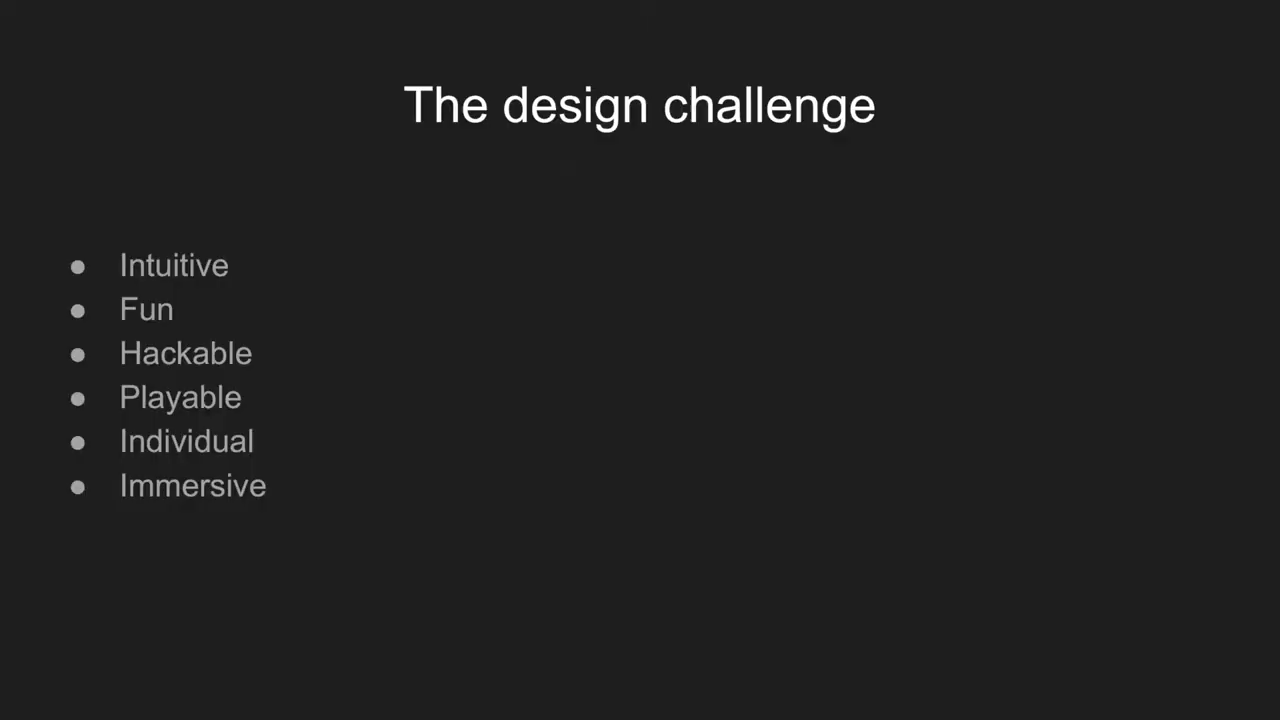 The design challenge
● Intuitive
● Fun
● Hackable
● Playable
● Individual
● Immersive